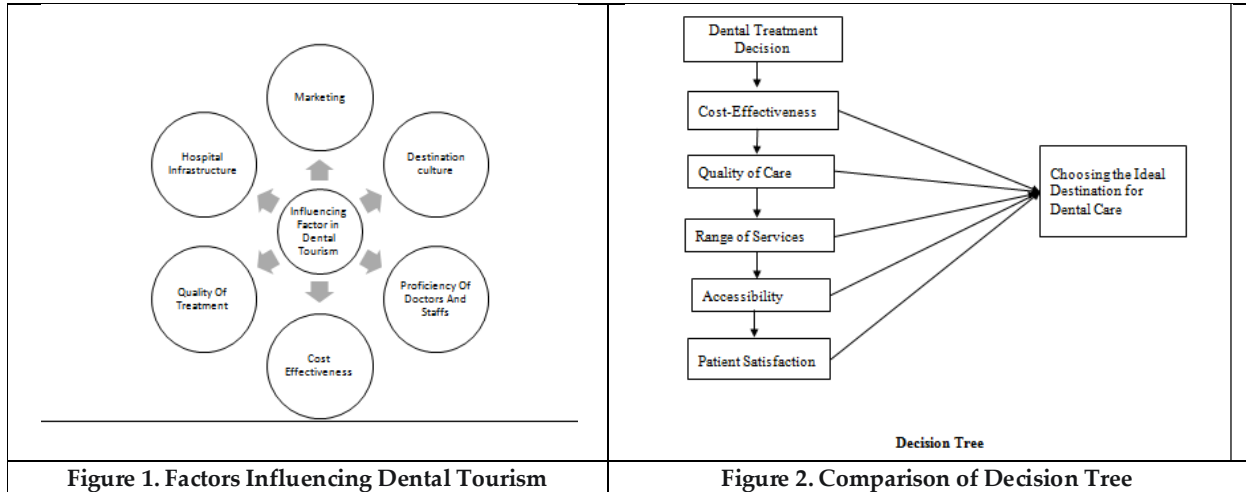 Marketing
Hospital
Infrastructure
Destination
culture
Influencing
Factor in
Dental
Tourism
Quality Of
Treatment
Proficiency Of
Doctors And
Staffs
Cost
Effectiveness
Figure 1. Factors Influencing Dental Tourism
Dental Treatment
Decision
Cost-Effectiveness
Quality of Care
Range of Services
Accessibility
Patient Satisfaction
Choosing the Ideal
Destination for
Dental Care
Decision Tree
Figure 2. Comparison of Decision Tree